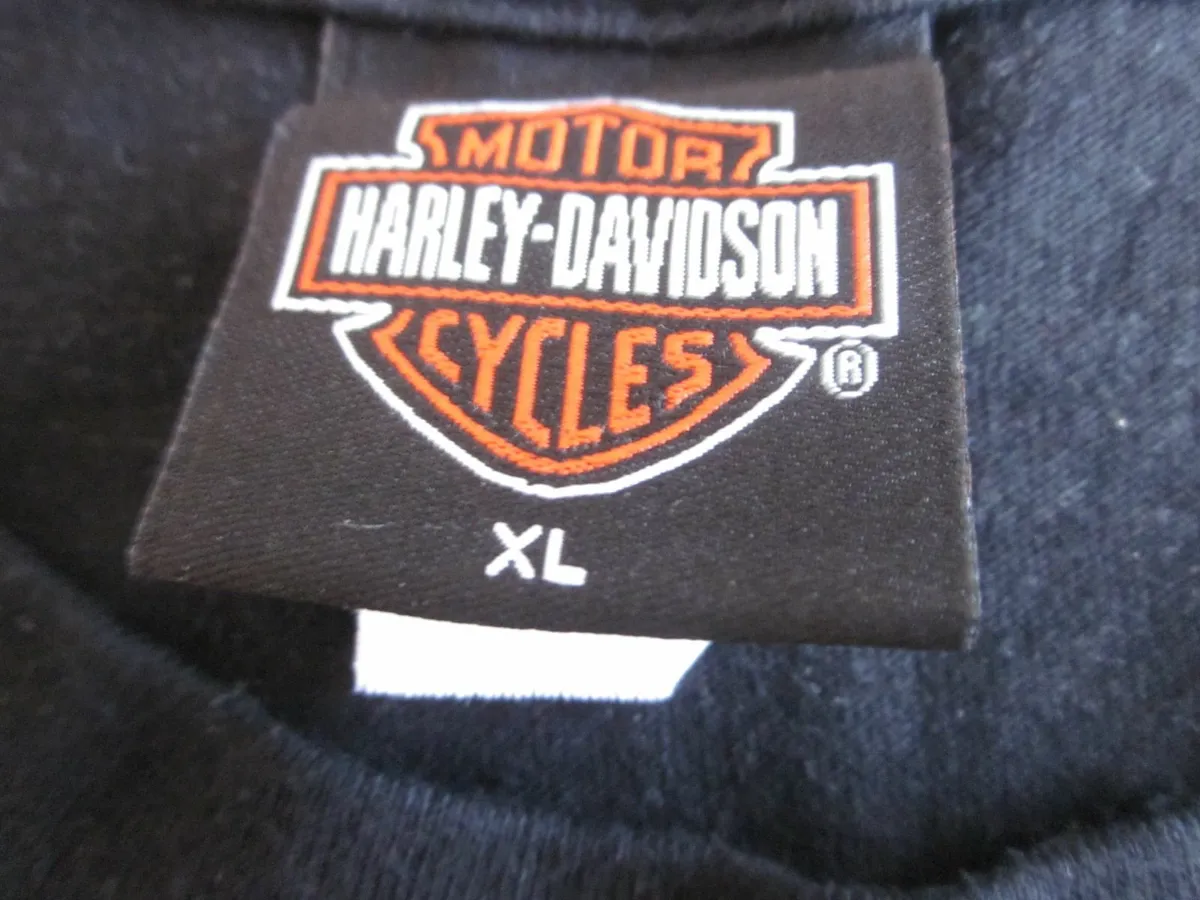 MOTOR
HARLEY-DAVIDSON
CYCLES
®
XL